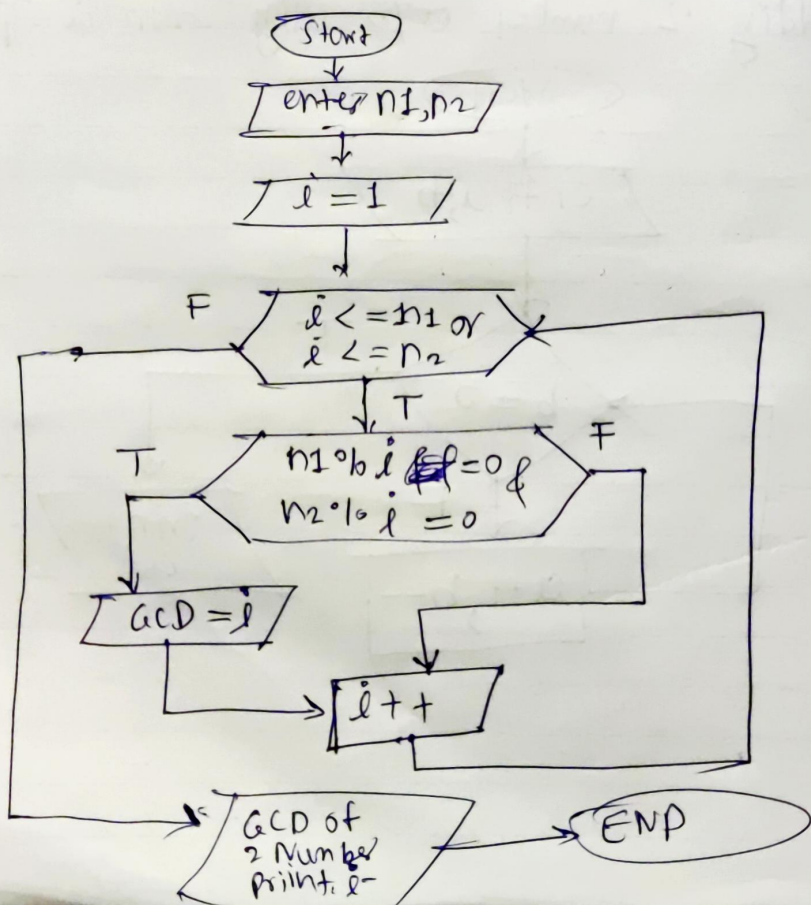 Start
enter n1, n2
i = 1
F
i <= n1 or
i <= n2
T
n1 % i = 0 &
n2 % i = 0
T
F
GCD = i
i++
GCD of
2 Number
print i
END